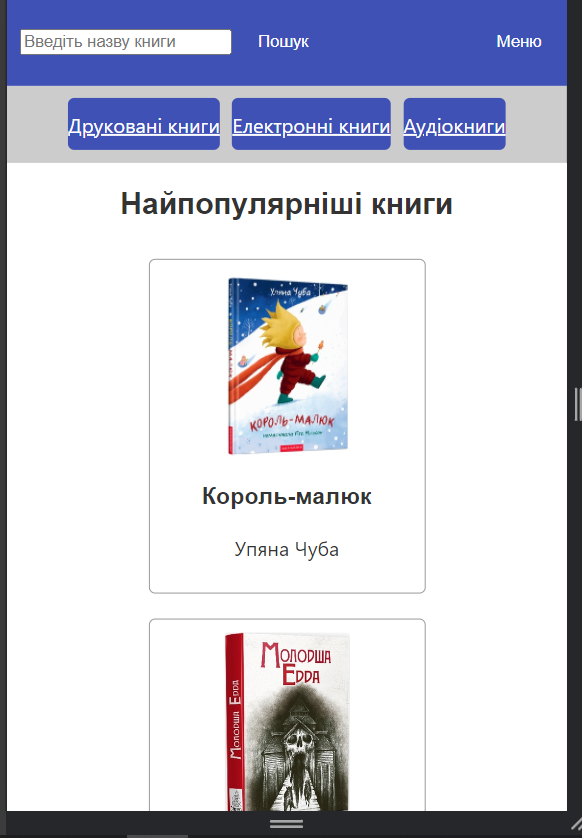 Введіть назву книги Пошук Меню
Друковані книги Електронні книги Аудіокниги
Найпопулярніші книги
Уляна Чуба
КОРОЛЬ-МАЛЮК
Король-малюк
Упяна Чуба
Молодша
Едда
Молодша Едда